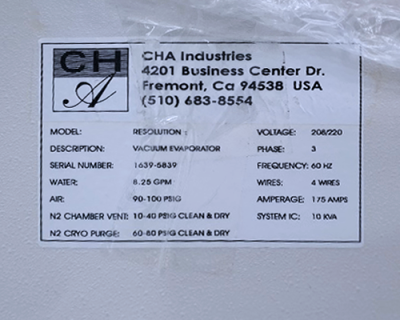 CH
A
CHA Industries
4201 Business Center Dr.
Fremont, Ca 94538 USA
(510) 683-8554
MODEL: RESOLUTION VOLTAGE: 208/220
DESCRIPTION: VACUUM EVAPORATOR PHASE: 3
SERIAL NUMBER: 1639-5839 FREQUENCY: 60 HZ
WATER: 8.25 GPM WIRES: 4 WIRES
AIR: 90-100 PSIG AMPERAGE: 175 AMPS
N2 CHAMBER VENT: 10-40 PSIG CLEAN & DRY SYSTEM IC: 10 KVA
N2 CRYO PURGE: 60-80 PSIG CLEAN & DRY